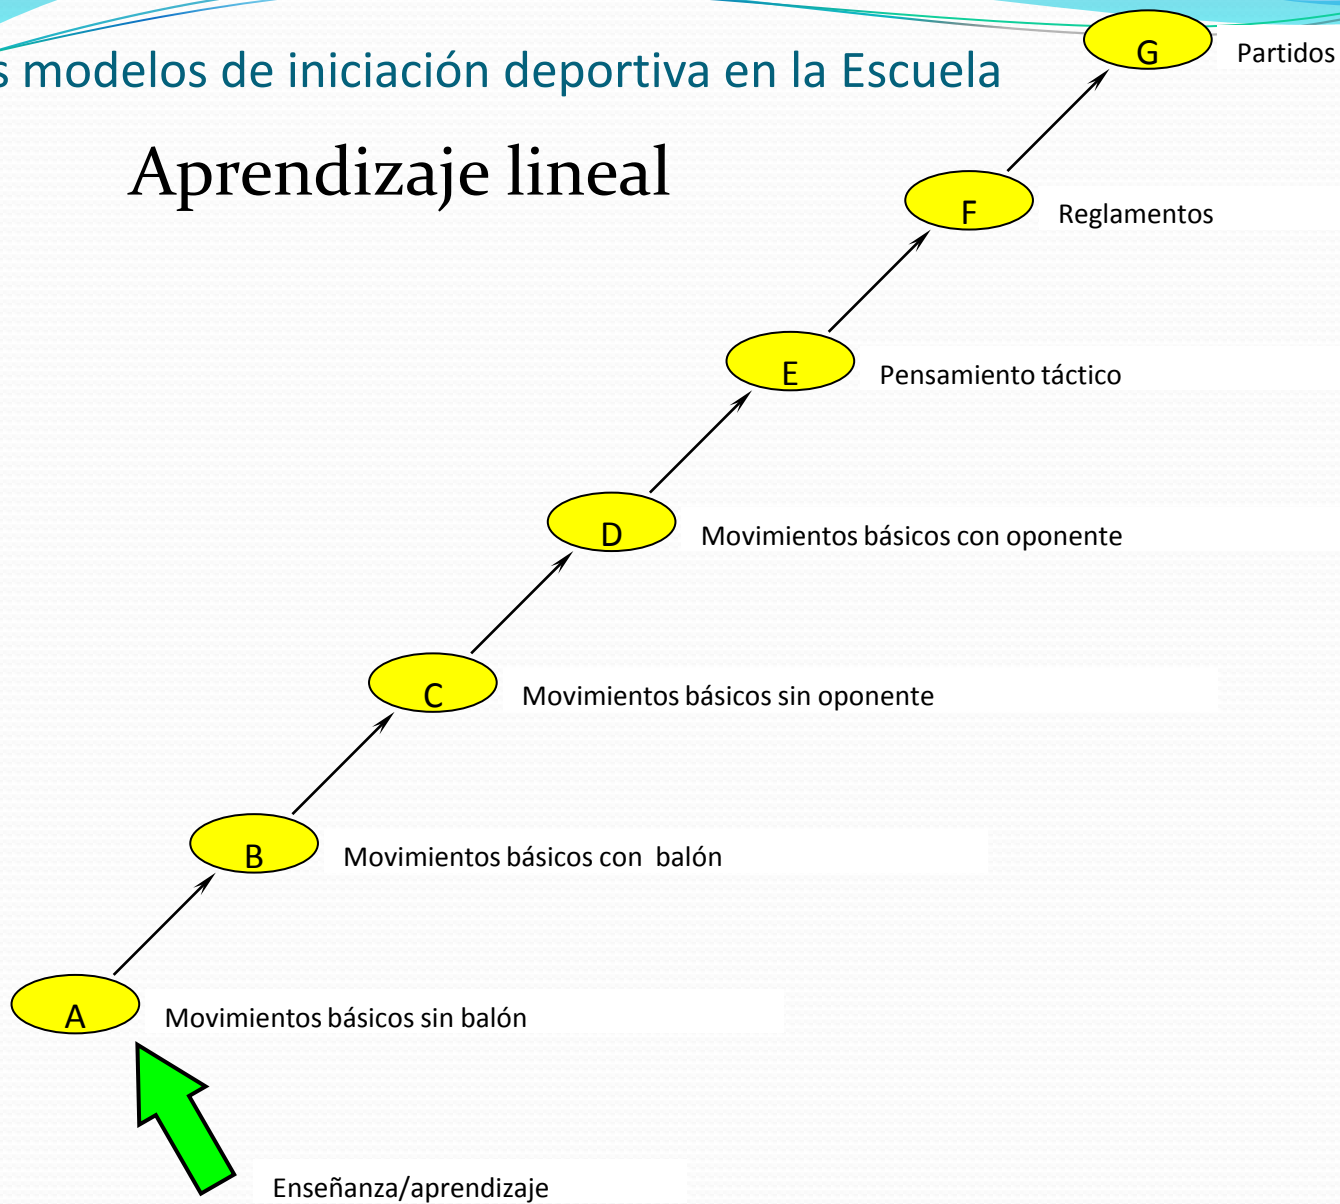 s modelos de iniciación deportiva en la Escuela
Aprendizaje lineal
G Partidos
F Reglamentos
E Pensamiento táctico
D Movimientos básicos con oponente
C Movimientos básicos sin oponente
B Movimientos básicos con balón
A Movimientos básicos sin balón
Enseñanza/aprendizaje